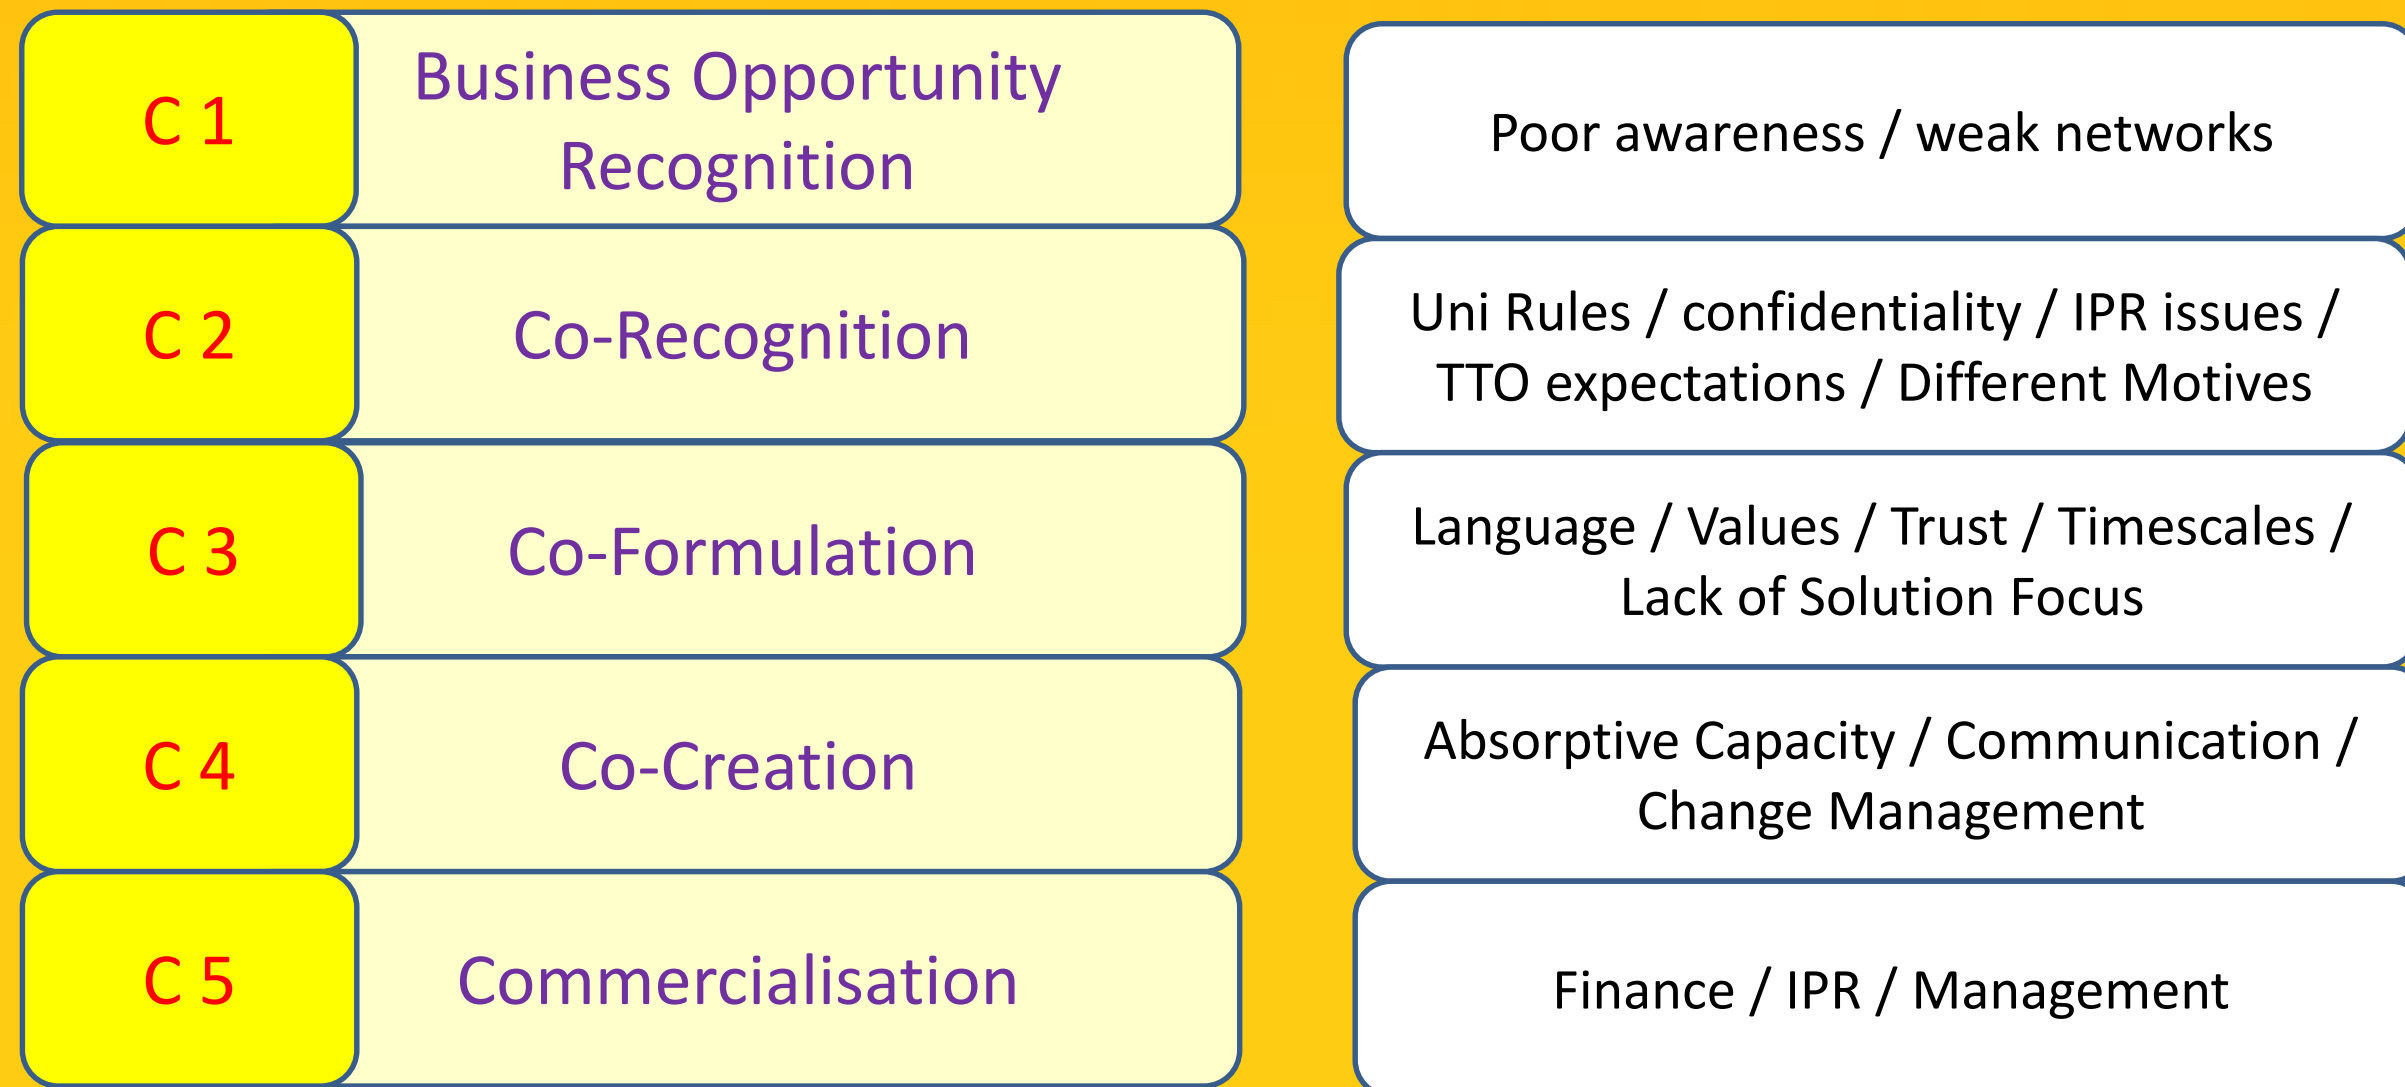 C 1
Business Opportunity
Recognition
Poor awareness / weak networks
C 2
Co-Recognition
Uni Rules / confidentiality / IPR issues /
TTO expectations / Different Motives
C 3
Co-Formulation
Language / Values / Trust / Timescales /
Lack of Solution Focus
C 4
Co-Creation
Absorptive Capacity / Communication /
Change Management
C 5
Commercialisation
Finance / IPR / Management